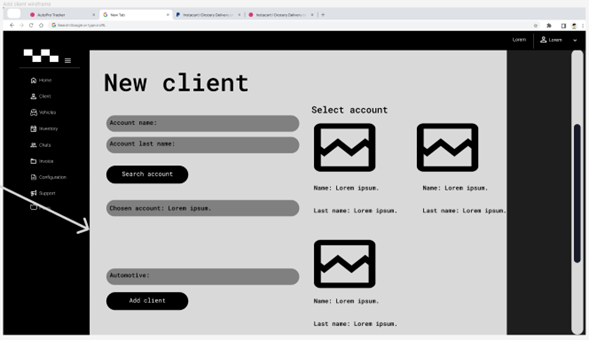 Add client wireframe
AutoPro Tracker
New Tab
Instacart | Grocery Delivery
Instacart | Grocery Delivery
Search Google or type a URL
Lorem
Lorem
Home
Client
Vehicles
Inventory
Chats
Invoice
Configuration
Support
New client
Account name:
Account last name:
Search account
Chosen account: Lorem ipsum.
Automotive:
Add client
Select account
Name: Lorem ipsum.
Name: Lorem ipsum.
Last name: Lorem ipsum.
Last name: Lorem ipsum.
Name: Lorem ipsum.
Last name: Lorem ipsum.